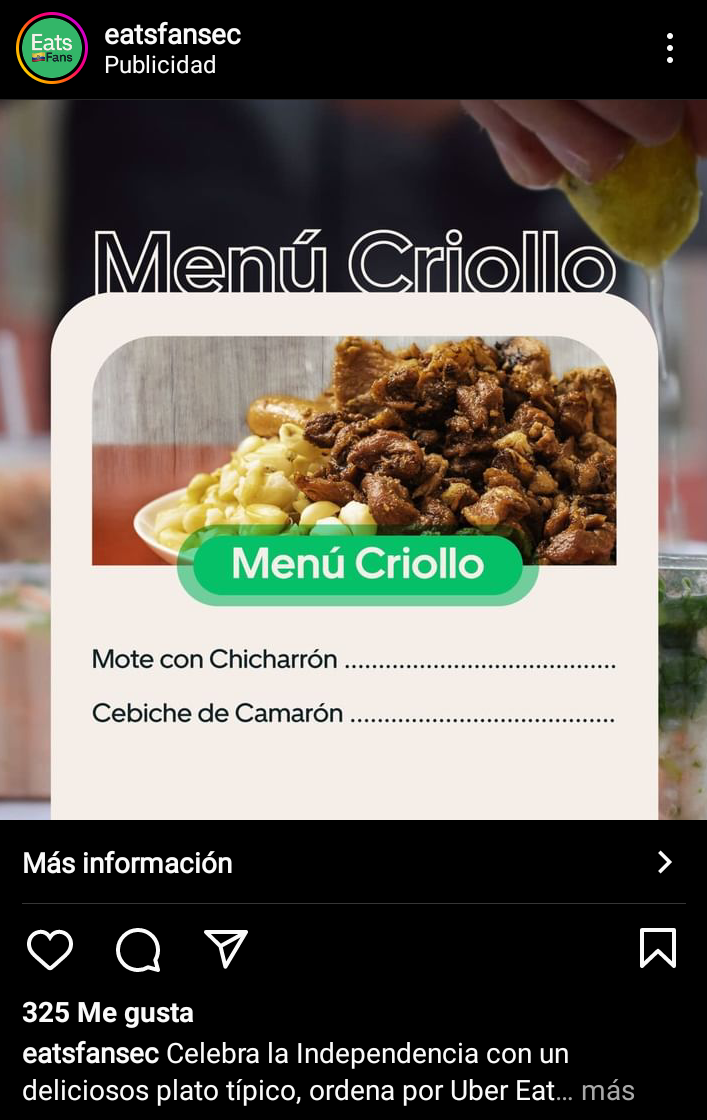 Eats
Fans
eatsfansec
Publicidad
Menú Criollo
Menú Criollo
Mote con Chicharrón ........................................
Cebiche de Camarón .......................................
Más información
325 Me gusta
eatsfansec Celebra la Independencia con un
deliciosos plato típico, ordena por Uber Eat... más